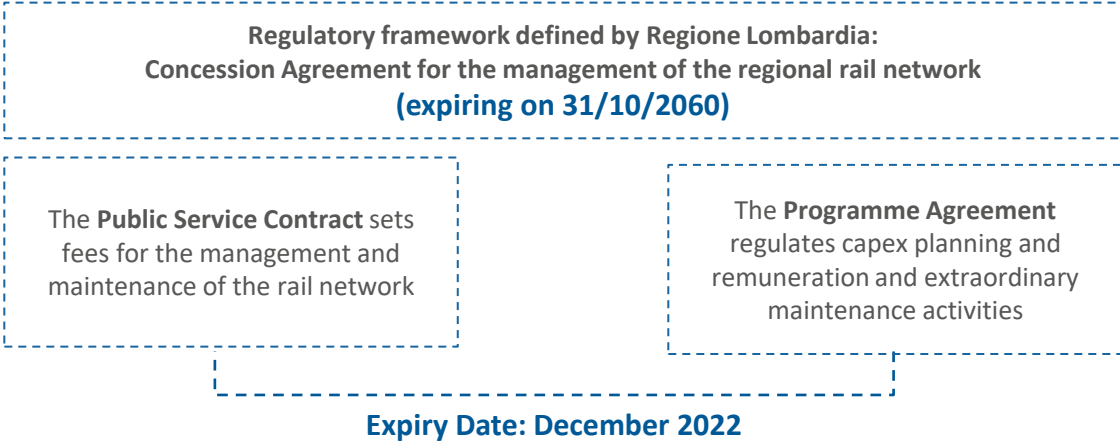 Regulatory framework defined by Regione Lombardia:
Concession Agreement for the management of the regional rail network
(expiring on 31/10/2060)
The Public Service Contract sets
fees for the management and
maintenance of the rail network
The Programme Agreement
regulates capex planning and
remuneration and extraordinary
maintenance activities
Expiry Date: December 2022